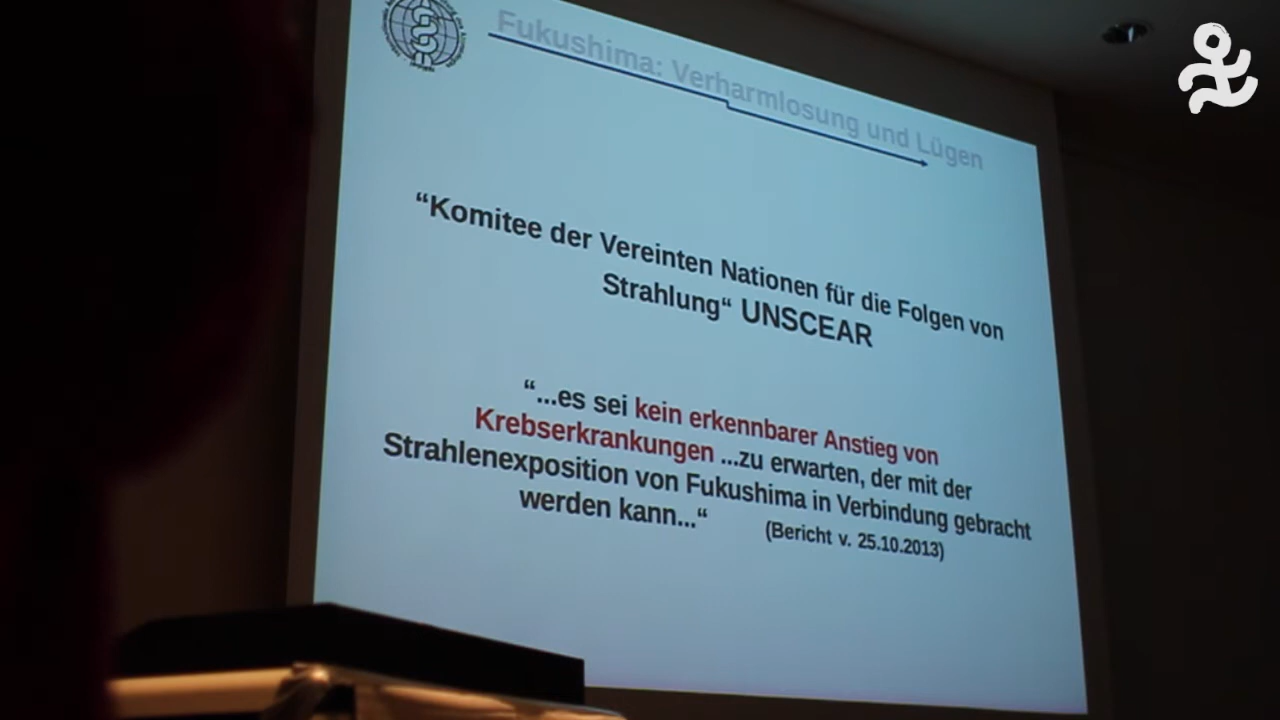 Fukushima: Verharmlosung und Lügen
“Komitee der Vereinten Nationen für die Folgen von
Strahlung“ UNSCEAR
“...es sei kein erkennbarer Anstieg von
Krebserkrankungen ...zu erwarten, der mit der
Strahlenexposition von Fukushima in Verbindung gebracht
werden kann...“ (Bericht v. 25.10.2013)